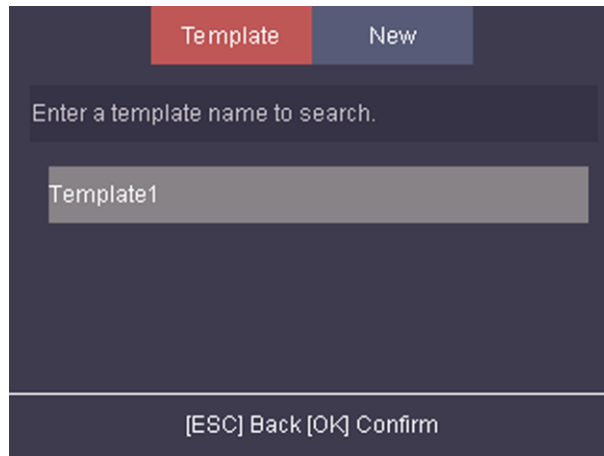 Template New
Enter a template name to search.
Template1
[ESC] Back [OK] Confirm